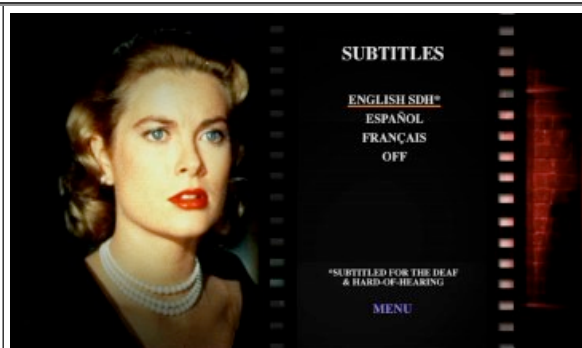 SUBTITLES
ENGLISH SDH*
ESPAÑOL
FRANÇAIS
OFF
*SUBTITLED FOR THE DEAF
& HARD-OF-HEARING
MENU